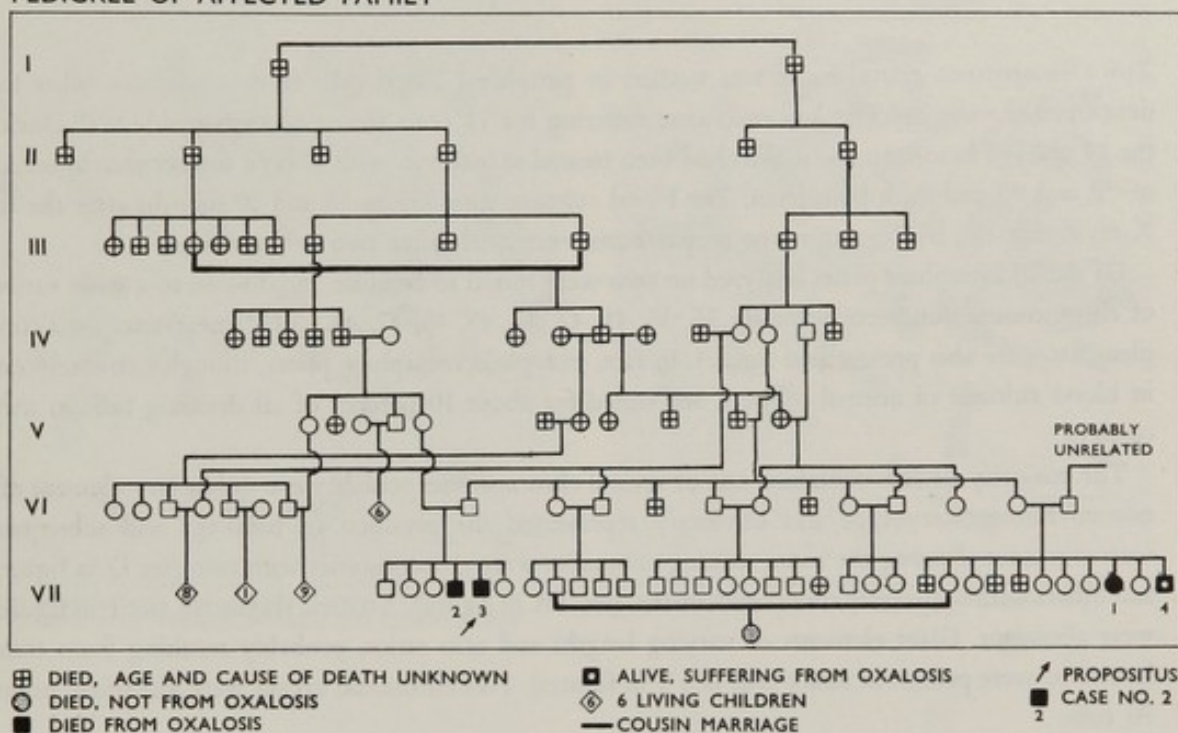 PEDIGREE OF AFFECTED FAMILY
I
II
III
IV
V
PROBABLY
UNRELATED
VI
6
VII
8
1
9
2
3
1
4
DIED, AGE AND CAUSE OF DEATH UNKNOWN
DIED, NOT FROM OXALOSIS
DIED FROM OXALOSIS
ALIVE, SUFFERING FROM OXALOSIS
6 6 LIVING CHILDREN
COUSIN MARRIAGE
PROPOSITUS
CASE NO. 2
2